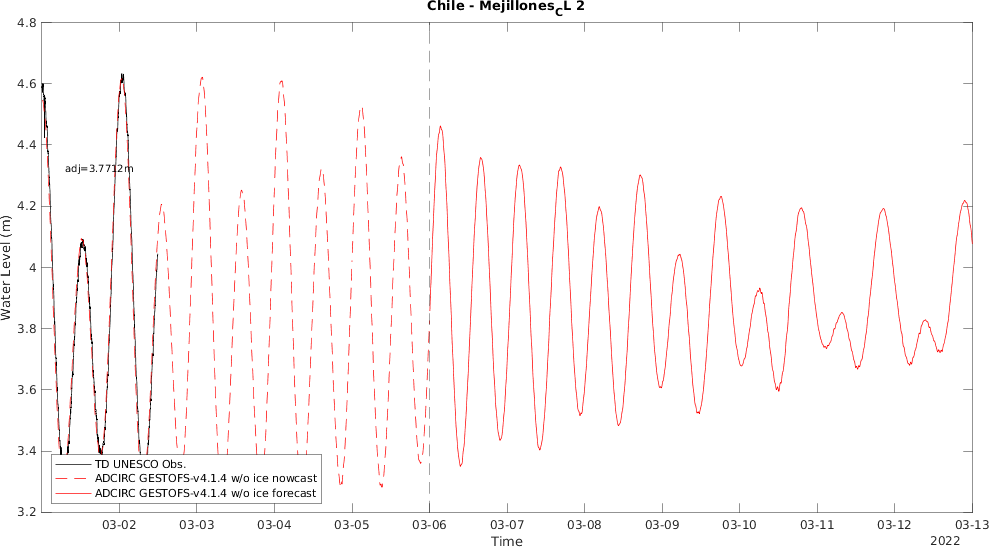 Chile - Mejillones_CL 2
4.8
4.6
4.4
4.2
4
3.8
3.6
3.4
3.2
Water Level (m)
adj=3.7712m
TD UNESCO Obs.
ADCIRC GESTOFS-v4.1.4 w/o ice nowcast
ADCIRC GESTOFS-v4.1.4 w/o ice forecast
03-02 03-03 03-04 03-05 03-06 03-07 03-08 03-09 03-10 03-11 03-12 03-13
Time
2022